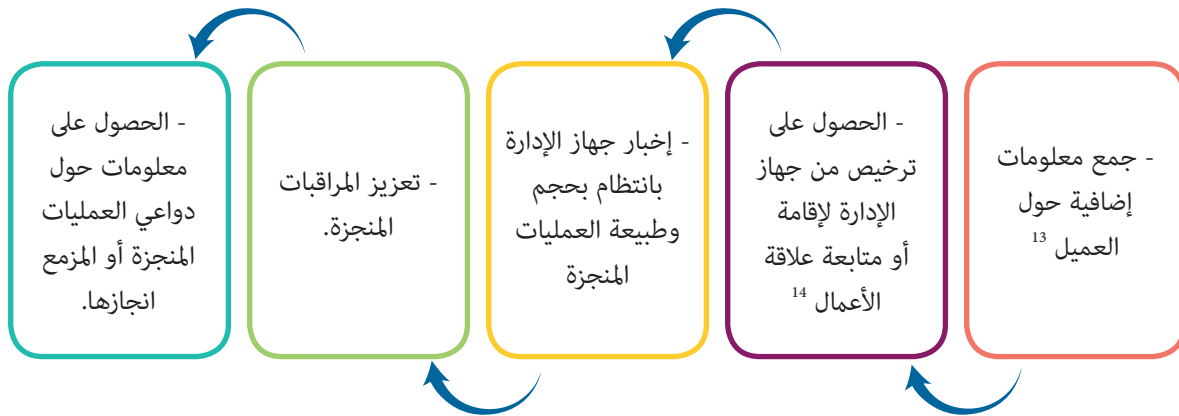 - جمع معلومات
إضافية حول
العميل 13
- الحصول على
ترخيص من جهاز
الإدارة لإقامة
أو متابعة علاقة
الأعمال 14
- إخبار جهاز الإدارة
بانتظام بحجم
وطبيعة العمليات
المنجزة
- تعزيز المراقبات
المنجزة.
- الحصول على
معلومات حول
دواعي العمليات
المنجزة أو المزمع
انجازها.